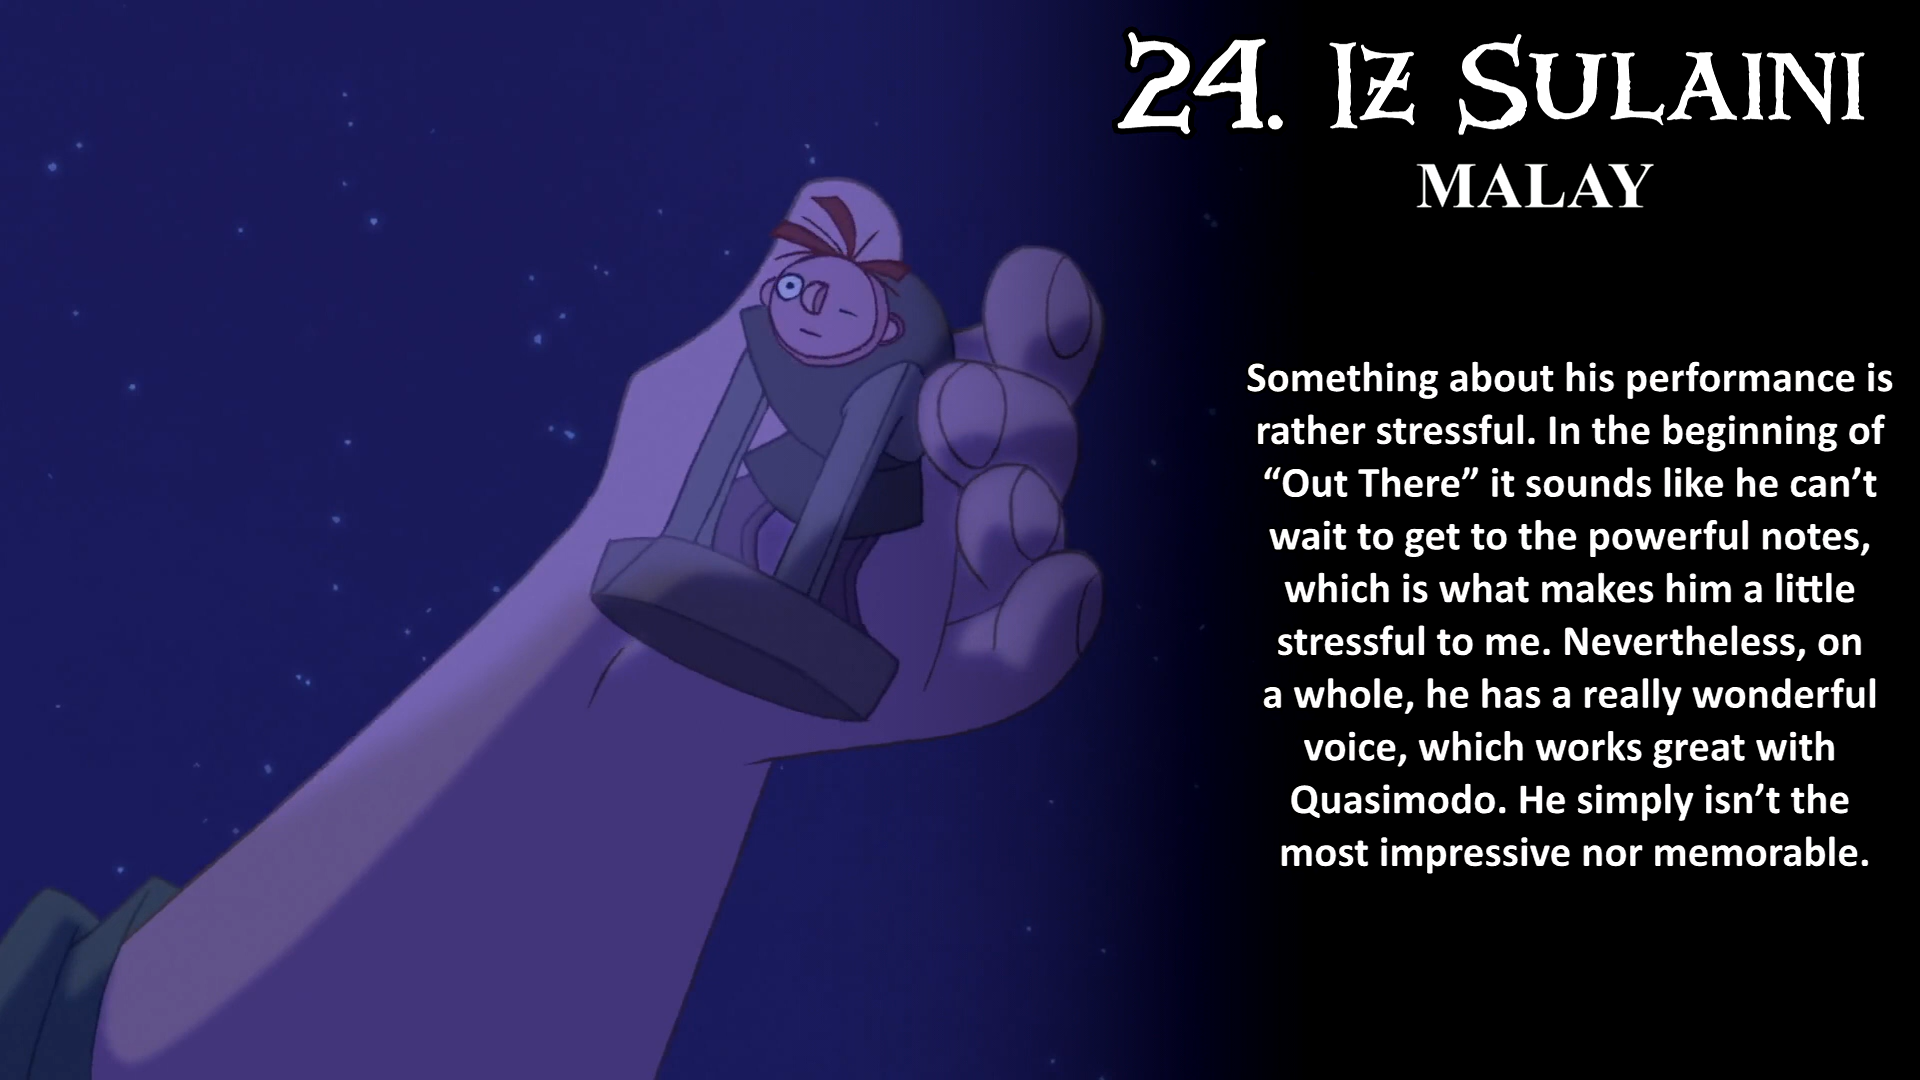 24. Iz Sulaini
MALAY
Something about his performance is
rather stressful. In the beginning of
“Out There” it sounds like he can’t
wait to get to the powerful notes,
which is what makes him a little
stressful to me. Nevertheless, on
a whole, he has a really wonderful
voice, which works great with
Quasimodo. He simply isn’t the
most impressive nor memorable.